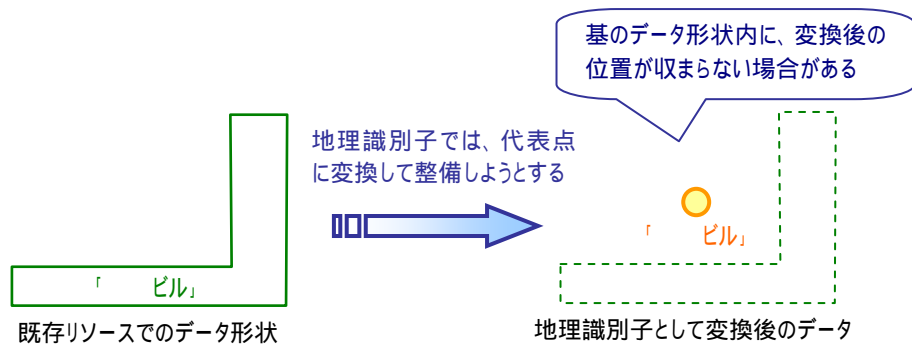 基のデータ形状内に、変換後の
位置が収まらない場合がある
地理識別子では、代表点
に変換して整備しようとする
「　　ビル」
「　　ビル」
既存リソースでのデータ形状
地理識別子として変換後のデータ